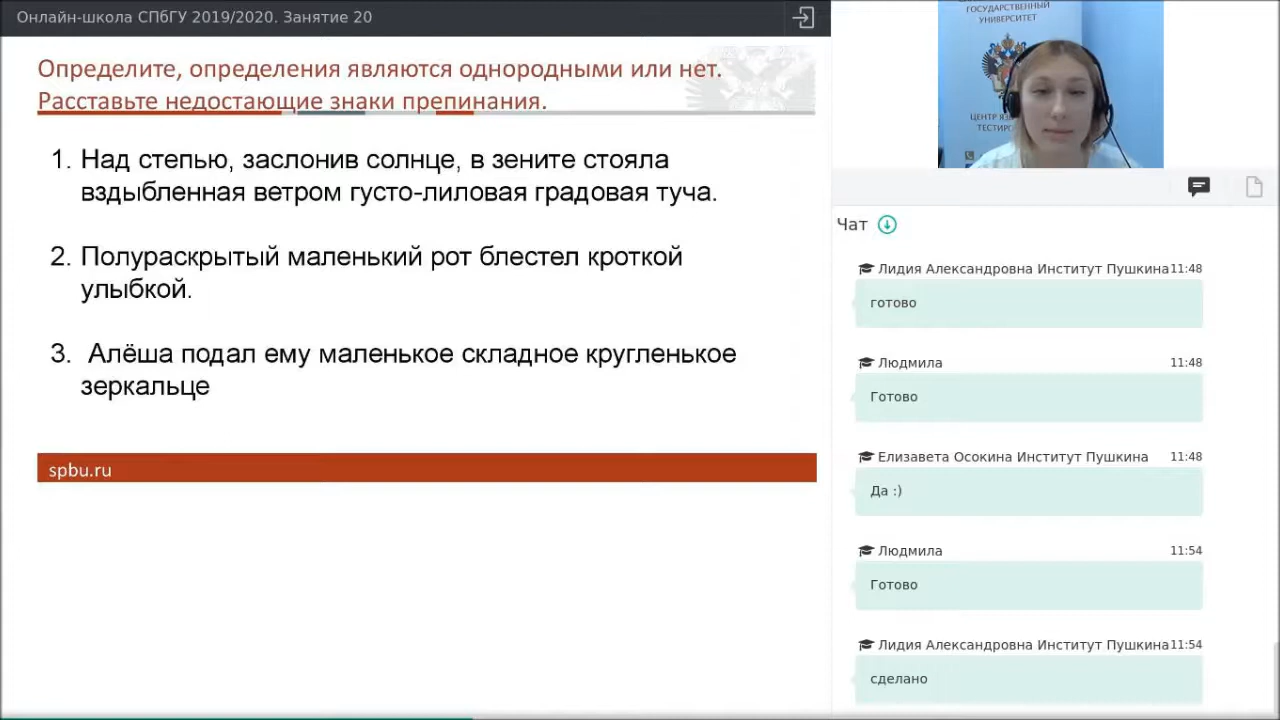 Онлайн-школа СПбГУ 2019/2020. Занятие 20
Определите, определения являются однородными или нет.
Расставьте недостающие знаки препинания.
1. Над степью, заслонив солнце, в зените стояла
вздыбленная ветром густо-лиловая градовая туча.
2. Полураскрытый маленький рот блестел кроткой
улыбкой.
3. Алёша подал ему маленькое складное кругленькое
зеркальце
spbu.ru
ГОСУДАРСТВЕННЫЙ
УНИВЕРСИТЕТ
Чат
Лидия Александровна Институт Пушкина 11:48
готово
Людмила 11:48
Готово
Елизавета Осокина Институт Пушкина 11:48
Да :)
Людмила 11:54
Готово
Лидия Александровна Институт Пушкина 11:54
сделано